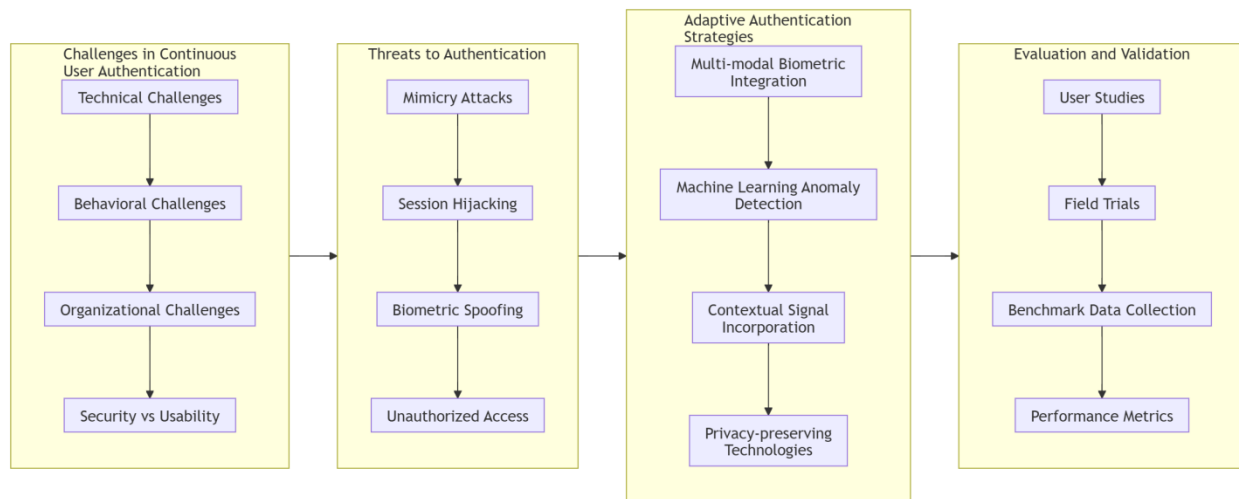 Challenges in Continuous
User Authentication
Technical Challenges
Behavioral Challenges
Organizational Challenges
Security vs Usability
Threats to Authentication
Mimicry Attacks
Session Hijacking
Biometric Spoofing
Unauthorized Access
Adaptive Authentication
Strategies
Multi-modal Biometric
Integration
Machine Learning Anomaly
Detection
Contextual Signal
Incorporation
Privacy-preserving
Technologies
Evaluation and Validation
User Studies
Field Trials
Benchmark Data Collection
Performance Metrics